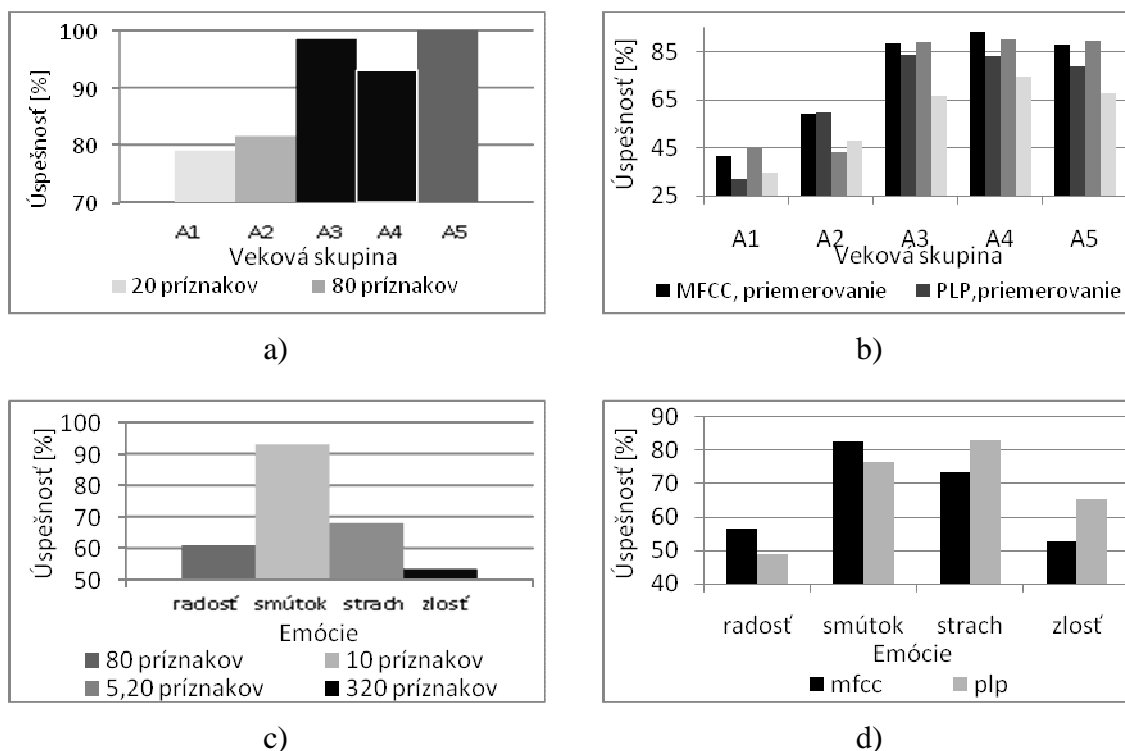 100
90
80
70
Úspešnosť [%]
A1 A2 A3 A4 A5
Veková skupina
20 príznakov 80 príznakov
a)
85
65
45
25
Úspešnosť [%]
A1 A2 A3 A4 A5
Veková skupina
MFCC, priemerovanie PLP,priemerovanie
b)
100
90
80
70
60
50
Úspešnosť [%]
radosť smútok strach zlosť
Emócie
80 príznakov 10 príznakov
5,20 príznakov 320 príznakov
c)
90
80
70
60
50
40
Úspešnosť [%]
radosť smútok strach zlosť
Emócie
mfcc plp
d)